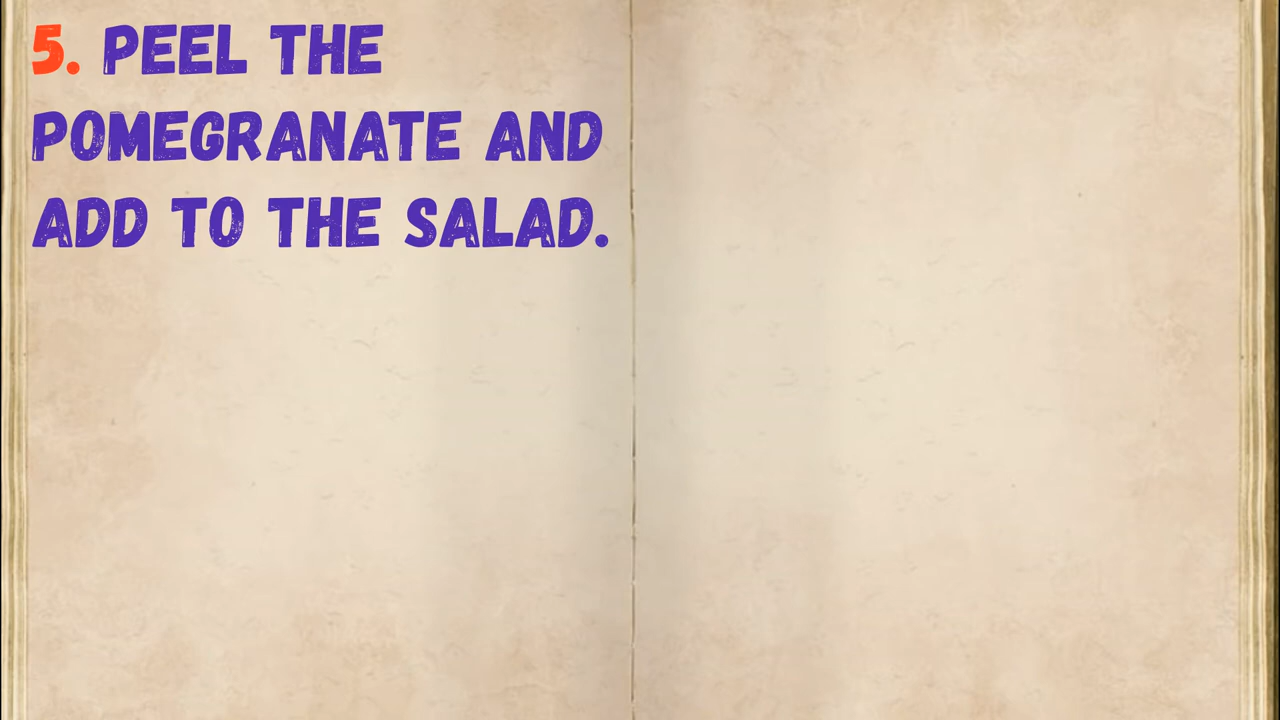 5. PEEL THE
POMEGRANATE AND
ADD TO THE SALAD.